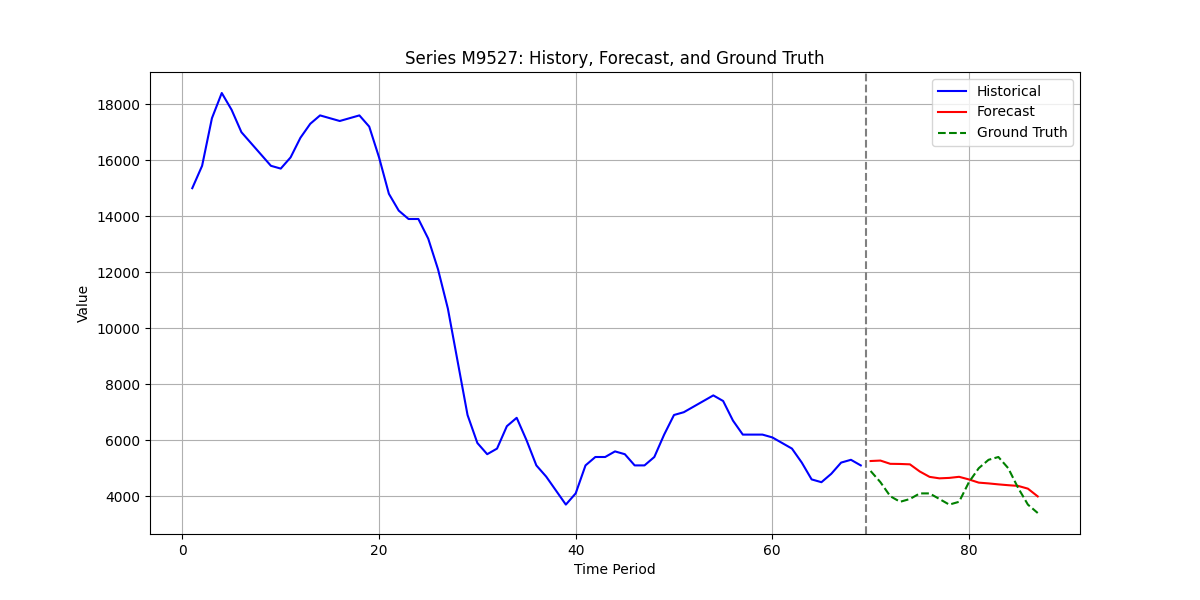 Series M9527: History, Forecast, and Ground Truth
Historical
Forecast
Ground Truth
Value
18000
16000
14000
12000
10000
8000
6000
4000
0
20
40
60
80
Time Period